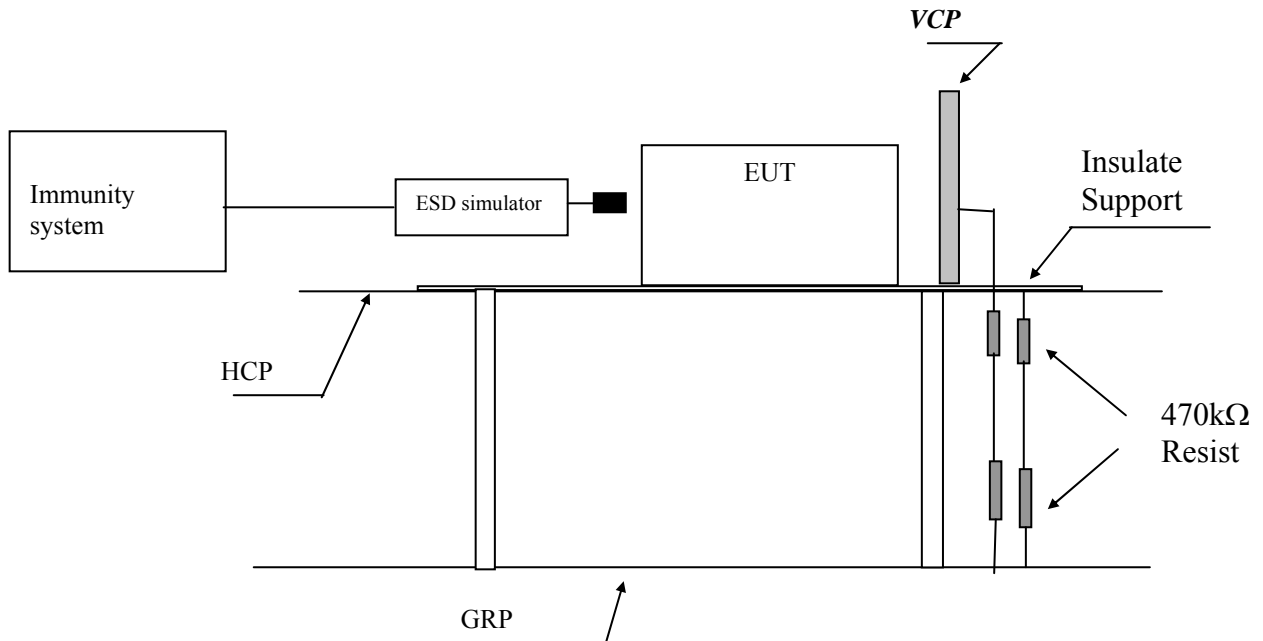 VCP
Immunity
system
ESD simulator
EUT
Insulate
Support
HCP
470kΩ
Resist
GRP